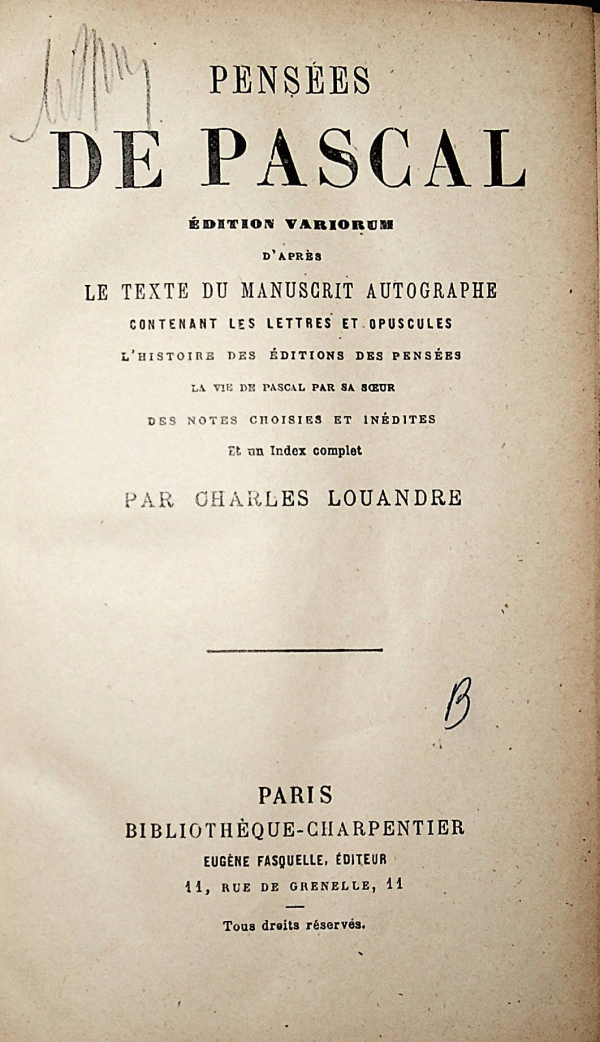 PENSÉES
DE PASCAL
ÉDITION VARIORUM
D'APRÈS
LE TEXTE DU MANUSCRIT AUTOGRAPHE
CONTENANT LES LETTRES ET OPUSCULES
L'HISTOIRE DES ÉDITIONS DES PENSÉES
LA VIE DE PASCAL PAR SA SŒUR
DES NOTES CHOISIES ET INÉDITES
Et un Index complet
PAR CHARLES LOUANDRE
B
PARIS
BIBLIOTHÈQUE-CHARPENTIER
EUGÈNE FASQUELLE, ÉDITEUR
11, RUE DE GRENELLE, 11
Tous droits réservés.